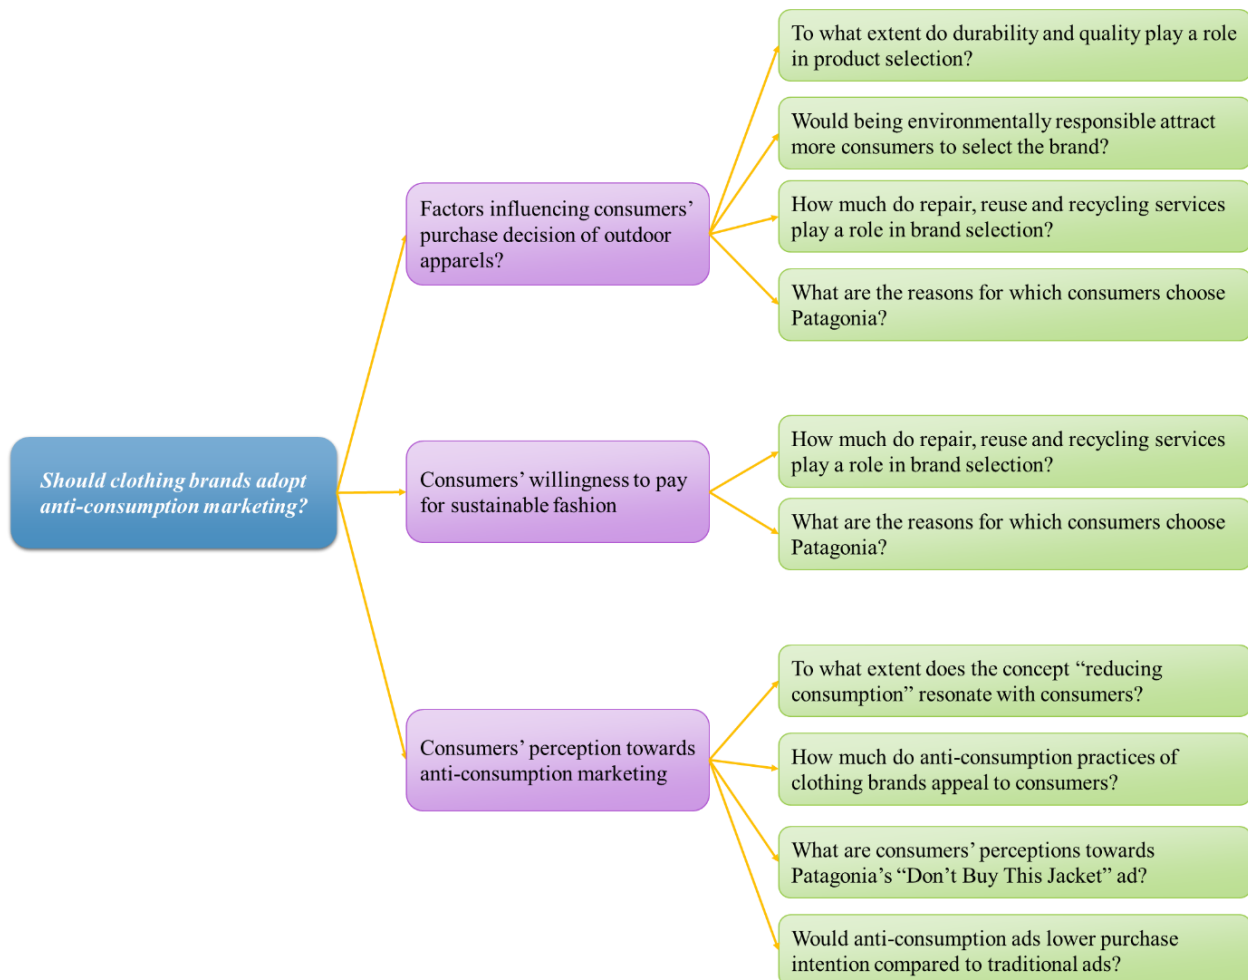 Should clothing brands adopt
anti-consumption marketing?
Factors influencing consumers’
purchase decision of outdoor
apparels?
To what extent do durability and quality play a role
in product selection?
Would being environmentally responsible attract
more consumers to select the brand?
How much do repair, reuse and recycling services
play a role in brand selection?
What are the reasons for which consumers choose
Patagonia?
Consumers’ willingness to pay
for sustainable fashion
How much do repair, reuse and recycling services
play a role in brand selection?
What are the reasons for which consumers choose
Patagonia?
Consumers’ perception towards
anti-consumption marketing
To what extent does the concept “reducing
consumption” resonate with consumers?
How much do anti-consumption practices of
clothing brands appeal to consumers?
What are consumers’ perceptions towards
Patagonia’s “Don’t Buy This Jacket” ad?
Would anti-consumption ads lower purchase
intention compared to traditional ads?